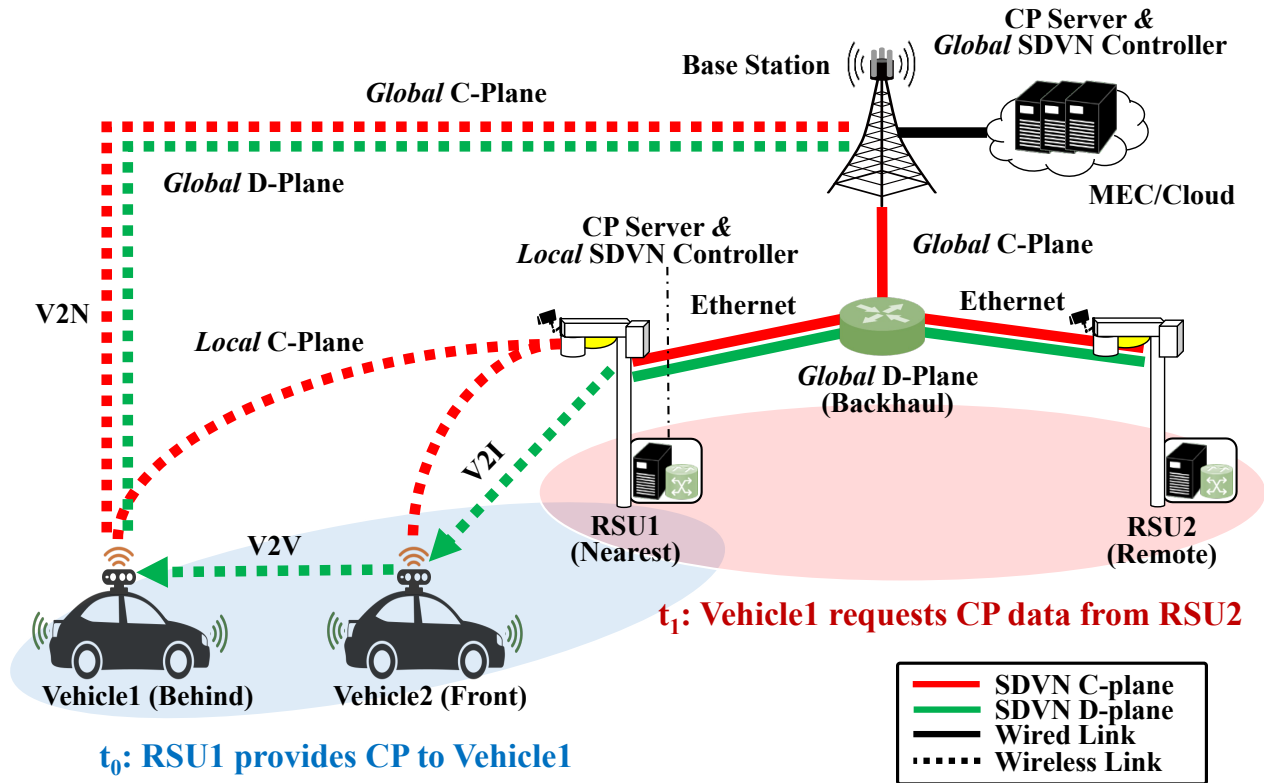 CP Server &
Global SDVN Controller
Base Station
Global C-Plane
Global D-Plane
MEC/Cloud
CP Server &
Local SDVN Controller
Global C-Plane
V2N
Ethernet
Ethernet
Local C-Plane
Global D-Plane
(Backhaul)
V2I
RSU1
(Nearest)
RSU2
(Remote)
V2V
t₁: Vehicle1 requests CP data from RSU2
Vehicle1 (Behind)
Vehicle2 (Front)
t₀: RSU1 provides CP to Vehicle1
SDVN C-plane
SDVN D-plane
Wired Link
Wireless Link